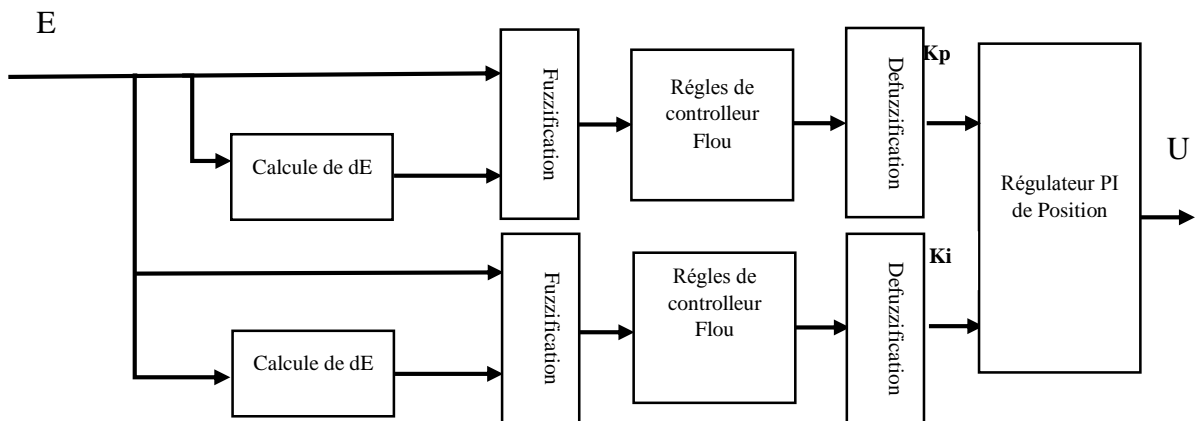 E
Fuzzification
Régles de
controlleur
Flou
Defuzzification
Kp
Calcule de dE
Régulateur PI
de Position
U
Fuzzification
Régles de
controlleur
Flou
Defuzzification
Ki
Calcule de dE